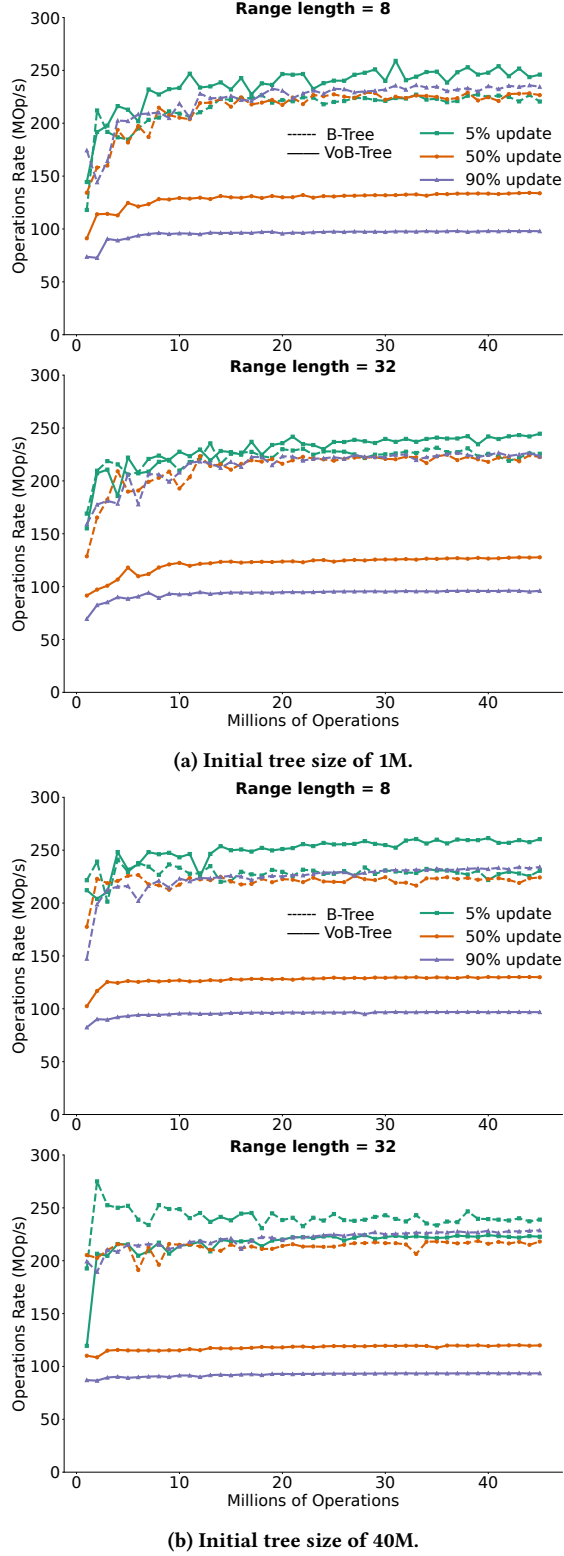 Range length = 8
300
250
200
150
100
50
0
Operations Rate (MOp/s)
B-Tree
VoB-Tree
5% update
50% update
90% update
0 10 20 30 40
Range length = 32
300
250
200
150
100
50
0
Operations Rate (MOp/s)
0 10 20 30 40
Millions of Operations
(a) Initial tree size of 1M.
Range length = 8
300
250
200
150
100
50
0
Operations Rate (MOp/s)
B-Tree
VoB-Tree
5% update
50% update
90% update
0 10 20 30 40
Range length = 32
300
250
200
150
100
50
0
Operations Rate (MOp/s)
0 10 20 30 40
Millions of Operations
(b) Initial tree size of 40M.